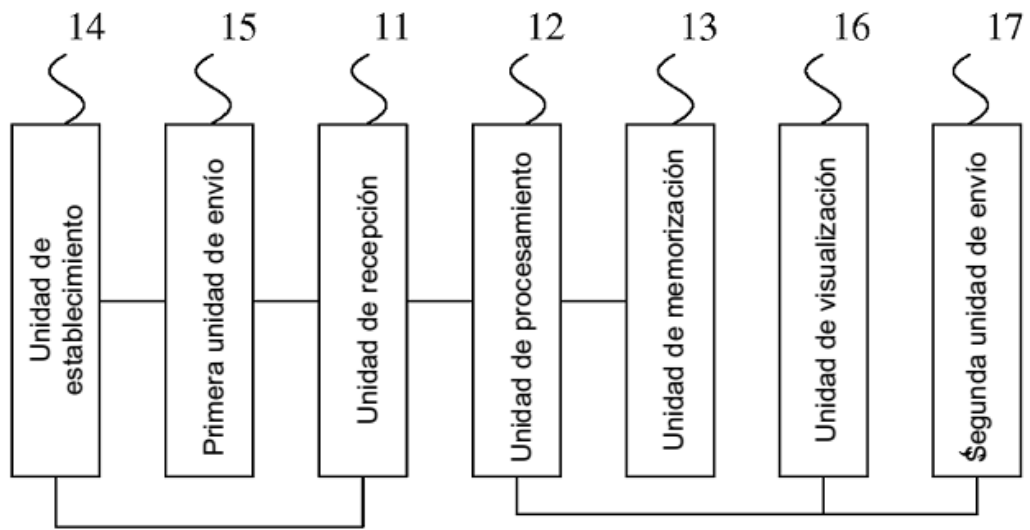 14 15 11 12 13 16 17
Unidad de
establecimiento
Primera unidad de envío
Unidad de recepción
Unidad de procesamiento
Unidad de memorización
Unidad de visualización
Segunda unidad de envío